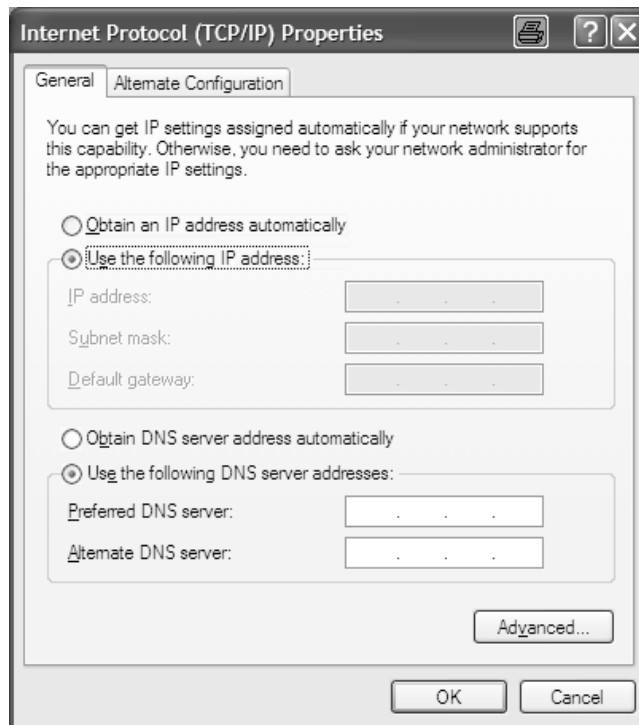 Internet Protocol (TCP/IP) Properties
General
Alternate Configuration
You can get IP settings assigned automatically if your network supports
this capability. Otherwise, you need to ask your network administrator for
the appropriate IP settings.
Obtain an IP address automatically
Use the following IP address:
IP address:
Subnet mask:
Default gateway:
Obtain DNS server address automatically
Use the following DNS server addresses:
Preferred DNS server:
Alternate DNS server:
Advanced...
OK
Cancel